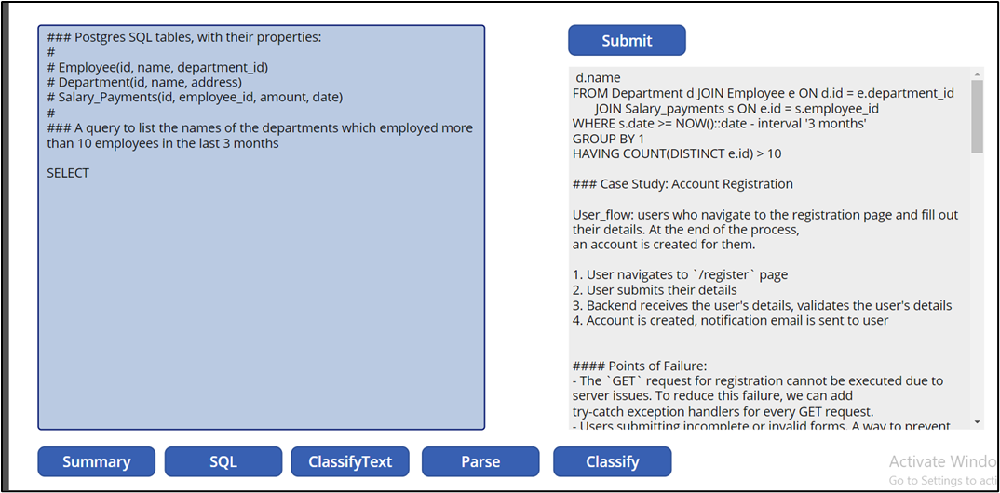 ### Postgres SQL tables, with their properties:
#
# Employee(id, name, department_id)
# Department(id, name, address)
# Salary_Payments(id, employee_id, amount, date)
#
### A query to list the names of the departments which employed more
than 10 employees in the last 3 months
SELECT
Submit
d.name
FROM Department d JOIN Employee e ON d.id = e.department_id
JOIN Salary_payments s ON e.id = s.employee_id
WHERE s.date >= NOW()::date - interval '3 months'
GROUP BY 1
HAVING COUNT(DISTINCT e.id) > 10
### Case Study: Account Registration
User_flow: users who navigate to the registration page and fill out
their details. At the end of the process,
an account is created for them.
1. User navigates to `/register` page
2. User submits their details
3. Backend receives the user's details, validates the user's details
4. Account is created, notification email is sent to user
#### Points of Failure:
- The `GET` request for registration cannot be executed due to
server issues. To reduce this failure, we can add
try-catch exception handlers for every GET request.
- Users submitting incomplete or invalid forms. A way to prevent
Summary
SQL
ClassifyText
Parse
Classify
Activate Windo
Go to Settings to acti